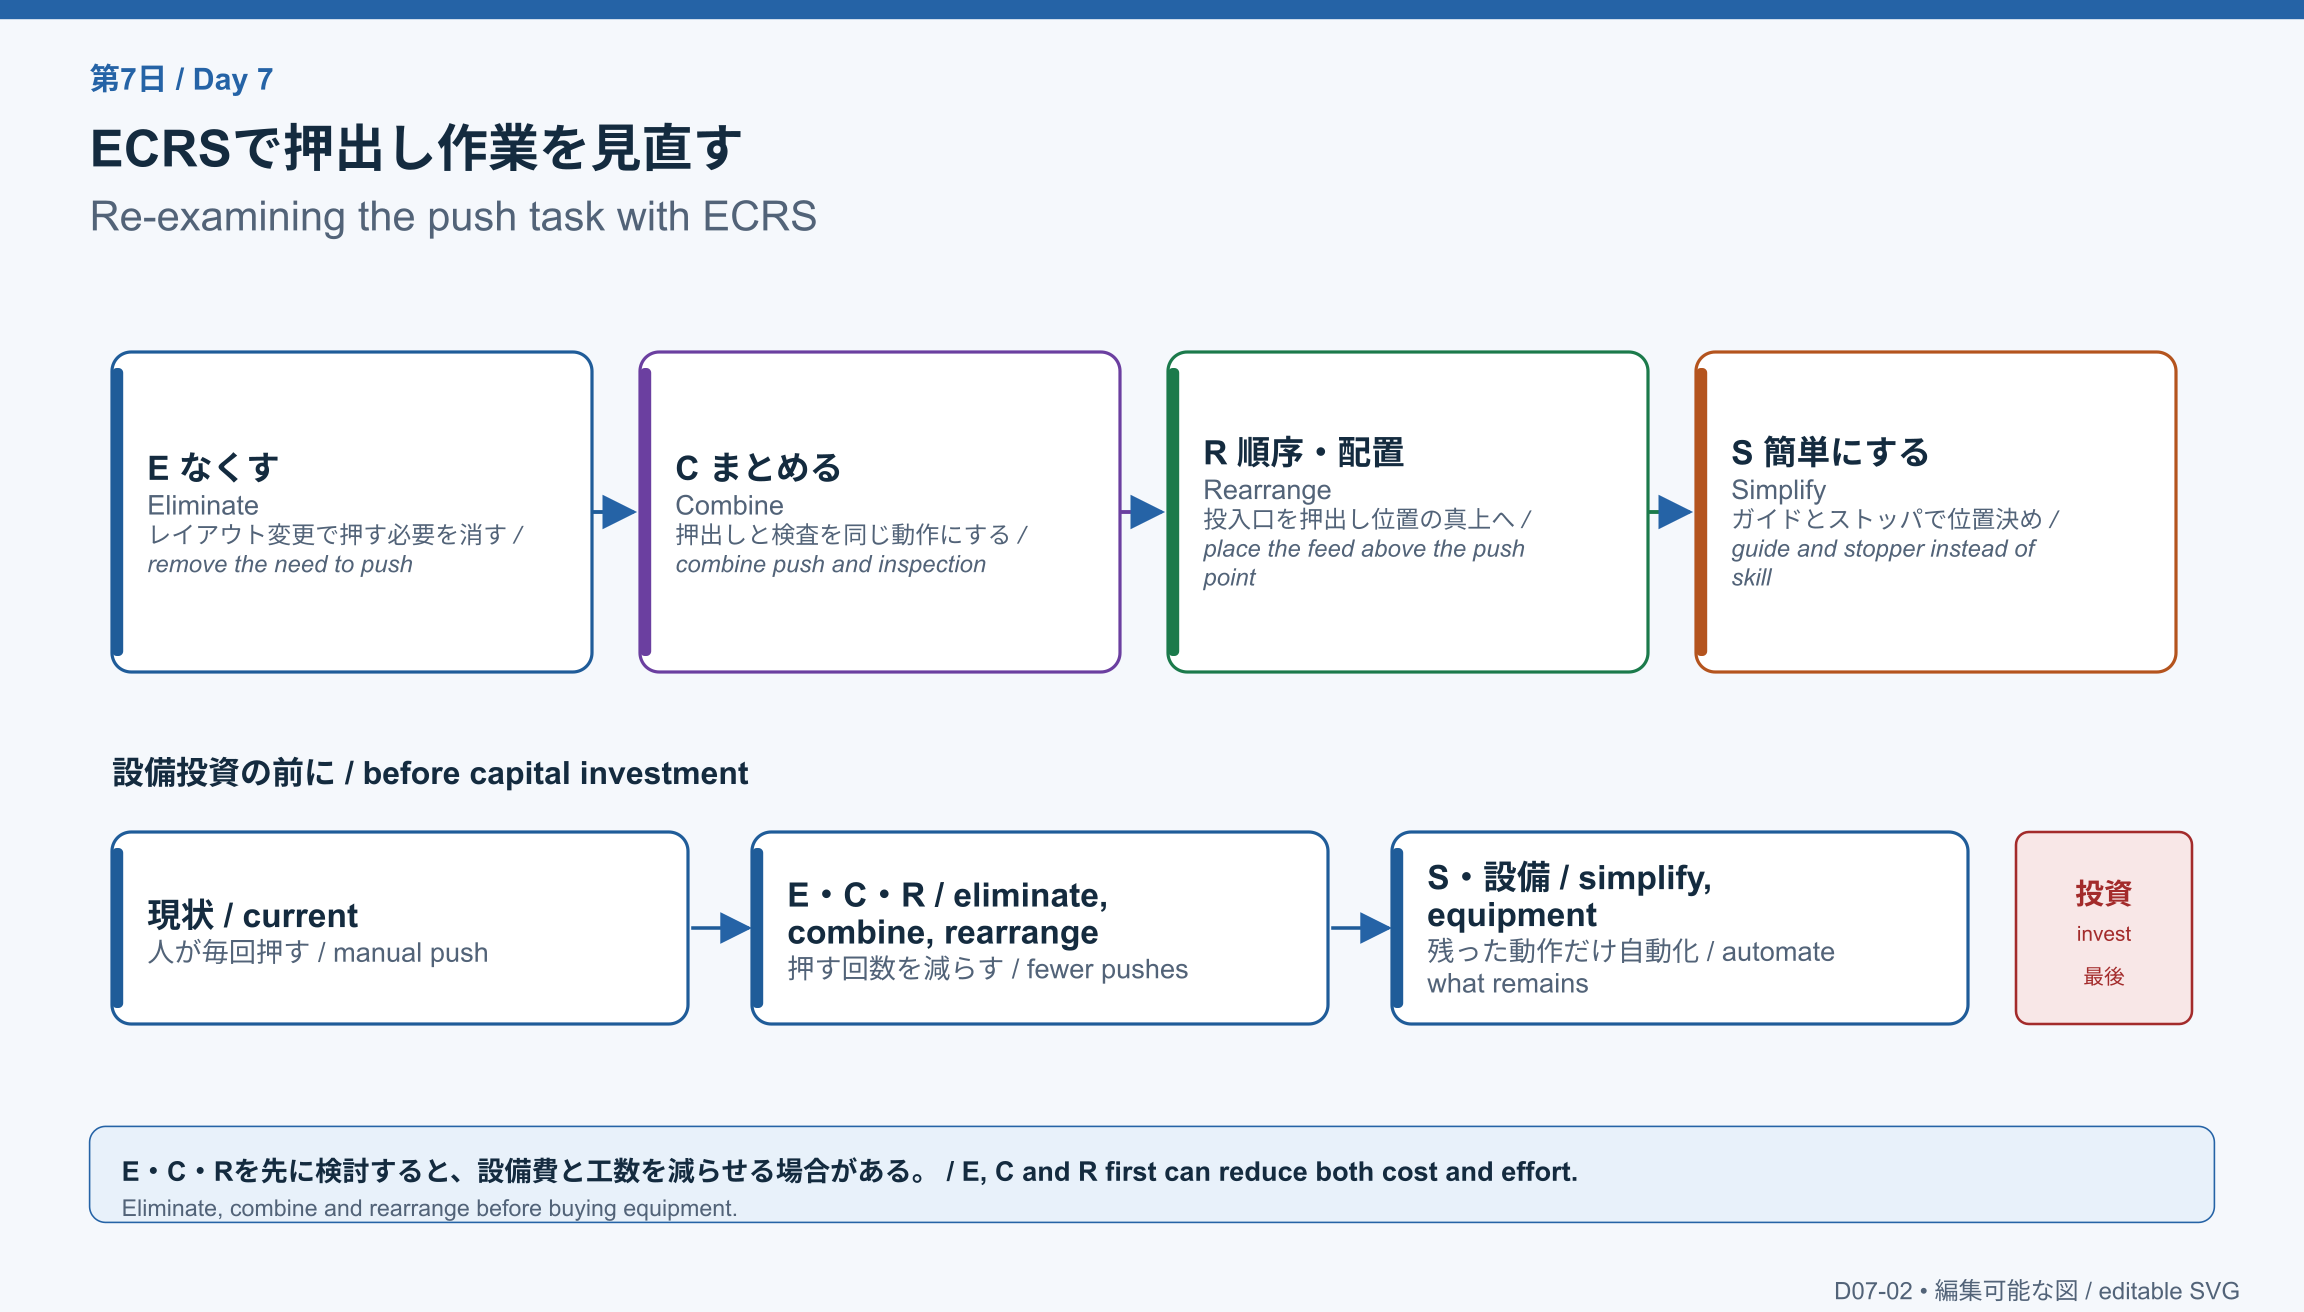 第7日 / Day 7
ECRSで押出し作業を見直す
Re-examining the push task with ECRS
E なくす
Eliminate
レイアウト変更で押す必要を消す /
remove the need to push
C まとめる
Combine
押出しと検査を同じ動作にする /
combine push and inspection
R 順序・配置
Rearrange
投入口を押出し位置の真上へ /
place the feed above the push
point
S 簡単にする
Simplify
ガイドとストッパで位置決め /
guide and stopper instead of
skill
設備投資の前に / before capital investment
現状 / current
人が毎回押す / manual push
E・C・R / eliminate,
combine, rearrange
押す回数を減らす / fewer pushes
S・設備 / simplify,
equipment
残った動作だけ自動化 / automate
what remains
投資
invest
最後
E・C・Rを先に検討すると、設備費と工数を減らせる場合がある。 / E, C and R first can reduce both cost and effort.
Eliminate, combine and rearrange before buying equipment.
D07-02 • 編集可能な図 / editable SVG